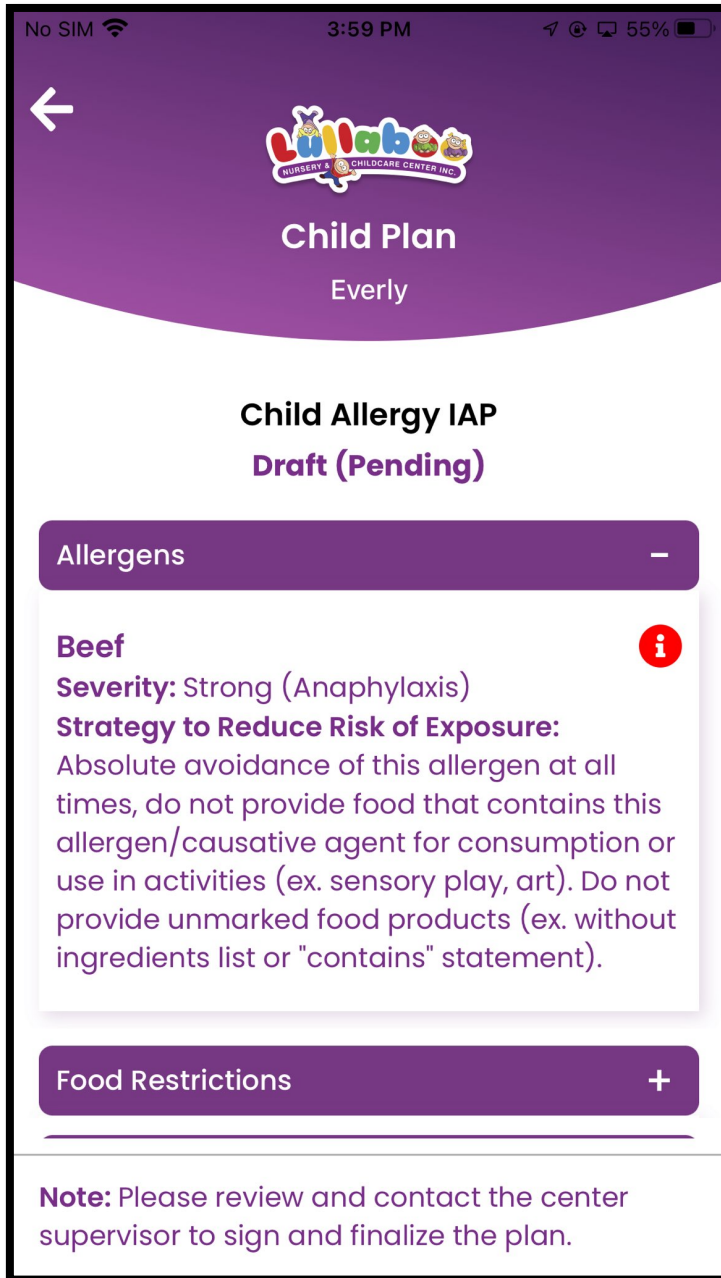 No SIM 3:59 PM 55%
Lullaboo
NURSERY & CHILDCARE CENTER INC.
Child Plan
Everly
Child Allergy IAP
Draft (Pending)
Allergens −
Beef
Severity: Strong (Anaphylaxis)
Strategy to Reduce Risk of Exposure:
Absolute avoidance of this allergen at all
times, do not provide food that contains this
allergen/causative agent for consumption or
use in activities (ex. sensory play, art). Do not
provide unmarked food products (ex. without
ingredients list or "contains" statement).
Food Restrictions +
Note: Please review and contact the center
supervisor to sign and finalize the plan.